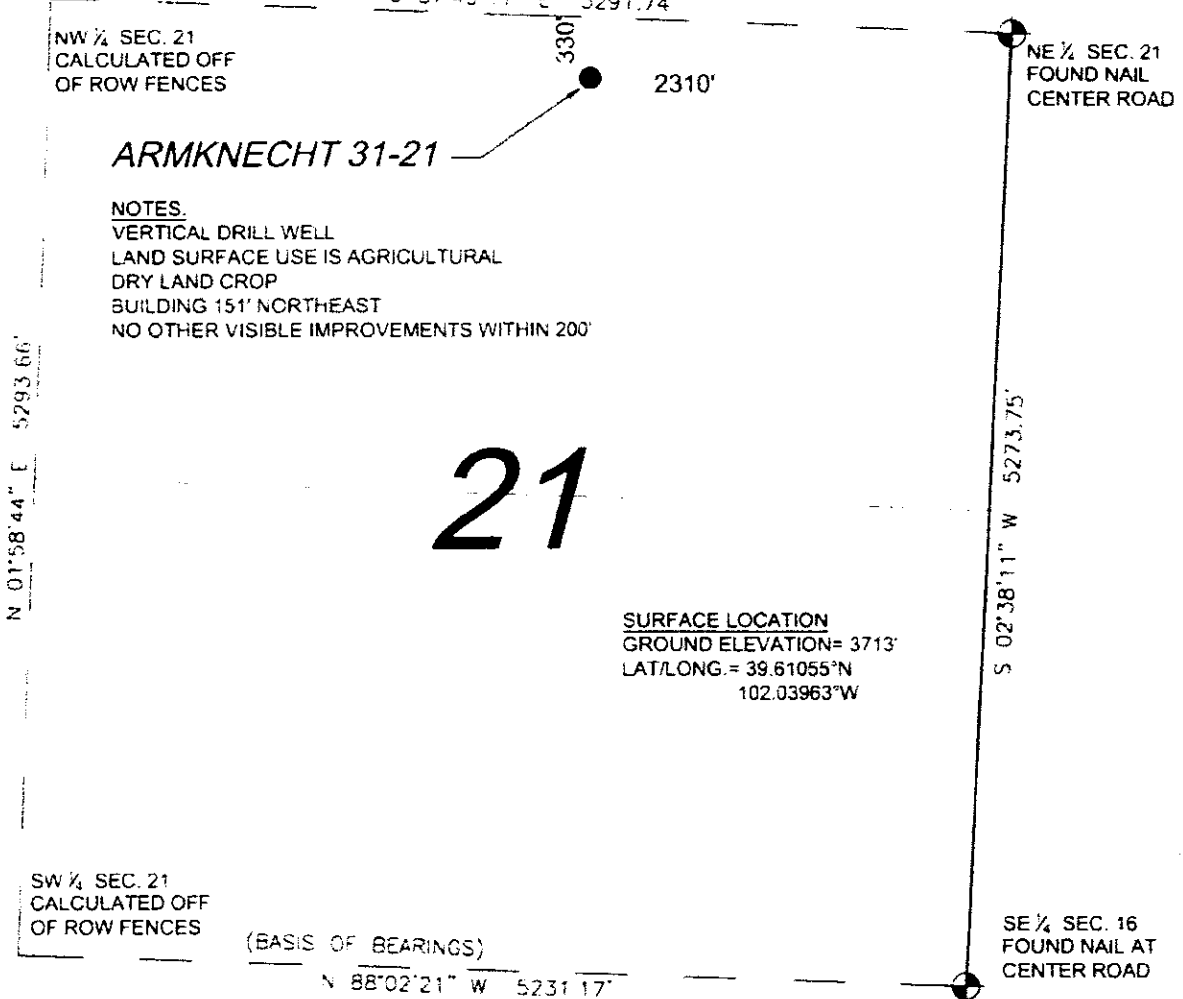 5291.74
NW ¼ SEC. 21
CALCULATED OFF
OF ROW FENCES
330'
2310'
NE ¼ SEC. 21
FOUND NAIL
CENTER ROAD
ARMKNECHT 31-21
NOTES.
VERTICAL DRILL WELL
LAND SURFACE USE IS AGRICULTURAL
DRY LAND CROP
BUILDING 151' NORTHEAST
NO OTHER VISIBLE IMPROVEMENTS WITHIN 200'
N 01°58'44" E 5293.66'
21
S 02°38'11" W 5273.75'
SURFACE LOCATION
GROUND ELEVATION= 3713'
LAT/LONG.= 39.61055°N
102.03963°W
SW ¼ SEC. 21
CALCULATED OFF
OF ROW FENCES
(BASIS OF BEARINGS)
N 88°02'21" W 5231.17'
SE ¼ SEC. 16
FOUND NAIL AT
CENTER ROAD